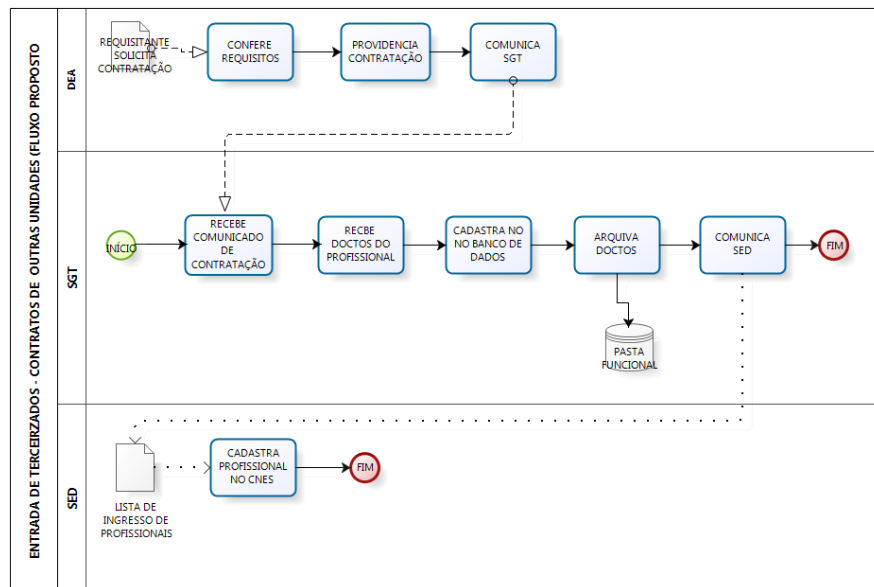 ENTRADA DE TERCEIRZADOS - CONTRATOS DE OUTRAS UNIDADES (FLUXO PROPOSTO
DEA
REQUISITANTE
SOLICITA
CONTRATAÇÃO
CONFERE
REQUISITOS
PROVIDENCIA
CONTRATAÇÃO
COMUNICA
SGT
SGT
INÍCIO
RECEBE
COMUNICADO
DE
CONTRATAÇÃO
RECBE
DOCTOS DO
PROFISSIONAL
CADASTRA NO
NO BANCO DE
DADOS
ARQUIVA
DOCTOS
COMUNICA
SED
FIM
PASTA
FUNCIONAL
SED
LISTA DE
INGRESSO DE
PROFISSIONAIS
CADASTRA
PROFISSIONAL
NO CNES
FIM